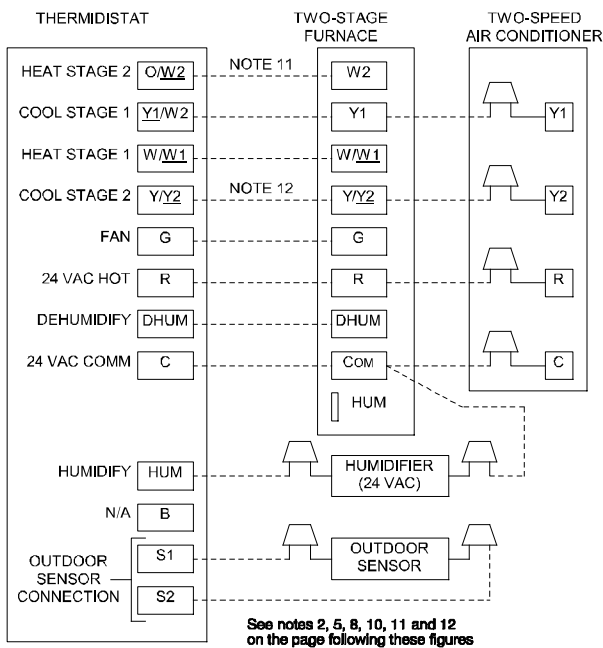 THERMIDISTAT
TWO-STAGE
FURNACE
TWO-SPEED
AIR CONDITIONER
HEAT STAGE 2 O/W2 NOTE 11 W2
COOL STAGE 1 Y1/W2 Y1 Y1
HEAT STAGE 1 W/W1 W/W1
COOL STAGE 2 Y/Y2 NOTE 12 Y/Y2 Y2
FAN G G
24 VAC HOT R R R
DEHUMIDIFY DHUM DHUM
24 VAC COMM C COM C
HUM
HUMIDIFY HUM
HUMIDIFIER
(24 VAC)
N/A B
OUTDOOR
SENSOR
CONNECTION
S1
S2
OUTDOOR
SENSOR
See notes 2, 5, 8, 10, 11 and 12
on the page following these figures